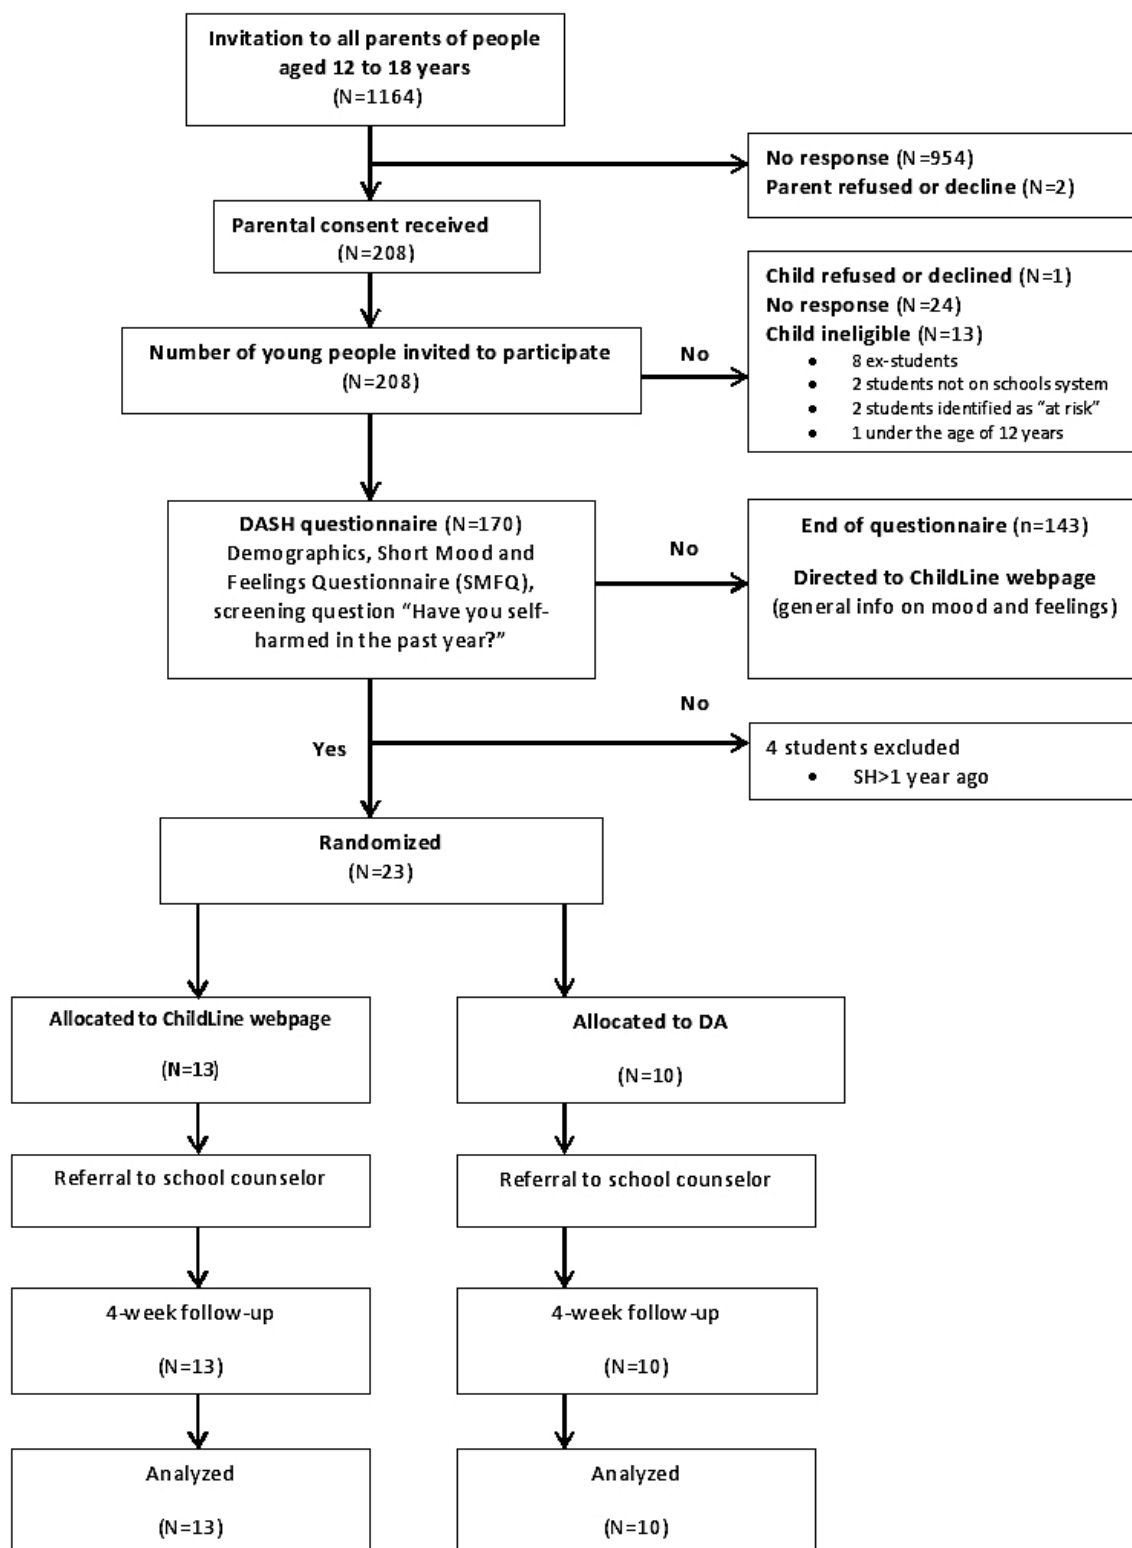 Invitation to all parents of people
aged 12 to 18 years
(N=1164)
No response (N=954)
Parent refused or decline (N=2)
Parental consent received
(N=208)
Child refused or declined (N=1)
No response (N=24)
Child ineligible (N=13)
• 8 ex-students
• 2 students not on schools system
• 2 students identified as “at risk”
• 1 under the age of 12 years
Number of young people invited to participate
(N=208)
No
DASH questionnaire (N=170)
Demographics, Short Mood and
Feelings Questionnaire (SMFQ),
screening question “Have you self-
harmed in the past year?”
No
End of questionnaire (n=143)
Directed to ChildLine webpage
(general info on mood and feelings)
No
Yes
4 students excluded
• SH>1 year ago
Randomized
(N=23)
Allocated to ChildLine webpage
(N=13)
Allocated to DA
(N=10)
Referral to school counselor
Referral to school counselor
4-week follow-up
(N=13)
4-week follow-up
(N=10)
Analyzed
(N=13)
Analyzed
(N=10)